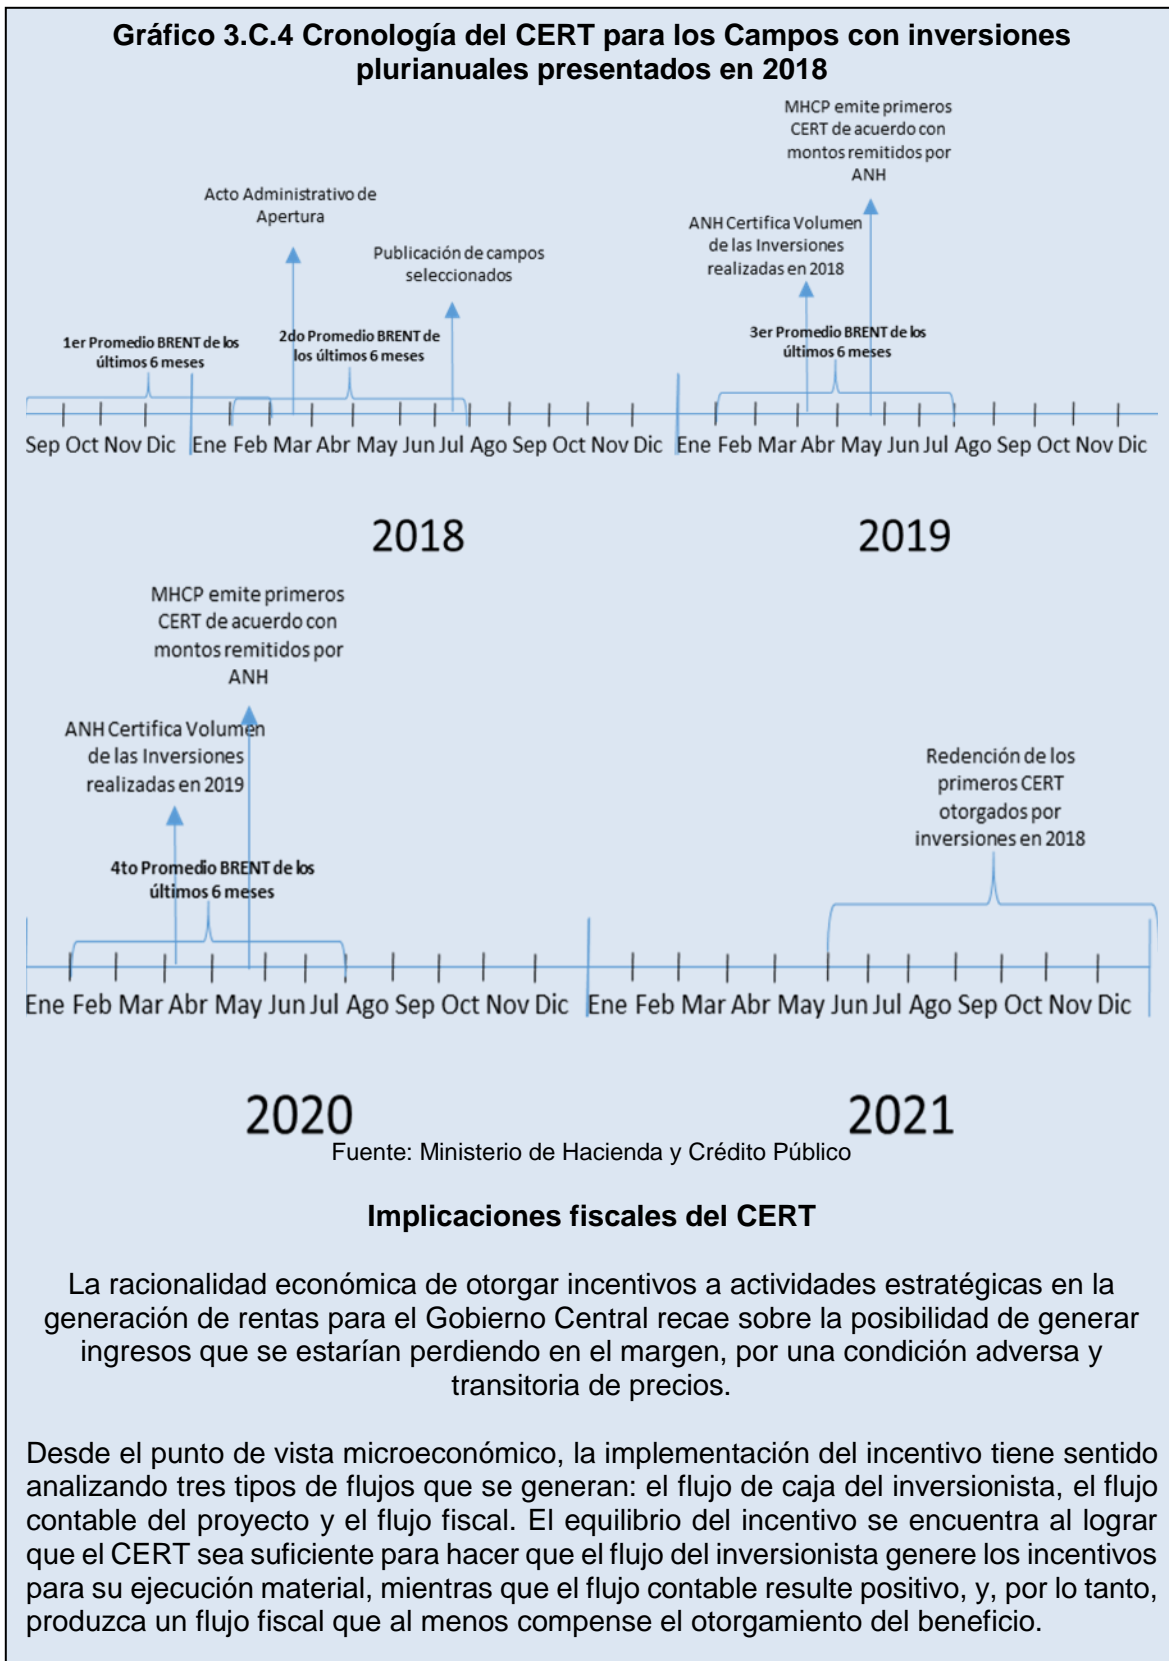 Gráfico 3.C.4 Cronología del CERT para los Campos con inversiones
plurianuales presentados en 2018
MHCP emite primeros
CERT de acuerdo con
montos remitidos por
ANH
Acto Administrativo de
Apertura
ANH Certifica Volumen
de las Inversiones
realizadas en 2018
Publicación de campos
seleccionados
1er Promedio BRENT de los
últimos 6 meses
2do Promedio BRENT de
los últimos 6 meses
3er Promedio BRENT de los
últimos 6 meses
Sep Oct Nov Dic Ene Feb Mar Abr May Jun Jul Ago Sep Oct Nov Dic Ene Feb Mar Abr May Jun Jul Ago Sep Oct Nov Dic
2018 2019
MHCP emite primeros
CERT de acuerdo con
montos remitidos por
ANH
ANH Certifica Volumen
de las Inversiones
realizadas en 2019
Redención de los
primeros CERT
otorgados por
inversiones en 2018
4to Promedio BRENT de los
últimos 6 meses
Ene Feb Mar Abr May Jun Jul Ago Sep Oct Nov Dic Ene Feb Mar Abr May Jun Jul Ago Sep Oct Nov Dic
2020 2021
Fuente: Ministerio de Hacienda y Crédito Público
Implicaciones fiscales del CERT
La racionalidad económica de otorgar incentivos a actividades estratégicas en la
generación de rentas para el Gobierno Central recae sobre la posibilidad de generar
ingresos que se estarían perdiendo en el margen, por una condición adversa y
transitoria de precios.
Desde el punto de vista microeconómico, la implementación del incentivo tiene sentido
analizando tres tipos de flujos que se generan: el flujo de caja del inversionista, el flujo
contable del proyecto y el flujo fiscal. El equilibrio del incentivo se encuentra al lograr
que el CERT sea suficiente para hacer que el flujo del inversionista genere los incentivos
para su ejecución material, mientras que el flujo contable resulte positivo, y, por lo tanto,
produzca un flujo fiscal que al menos compense el otorgamiento del beneficio.